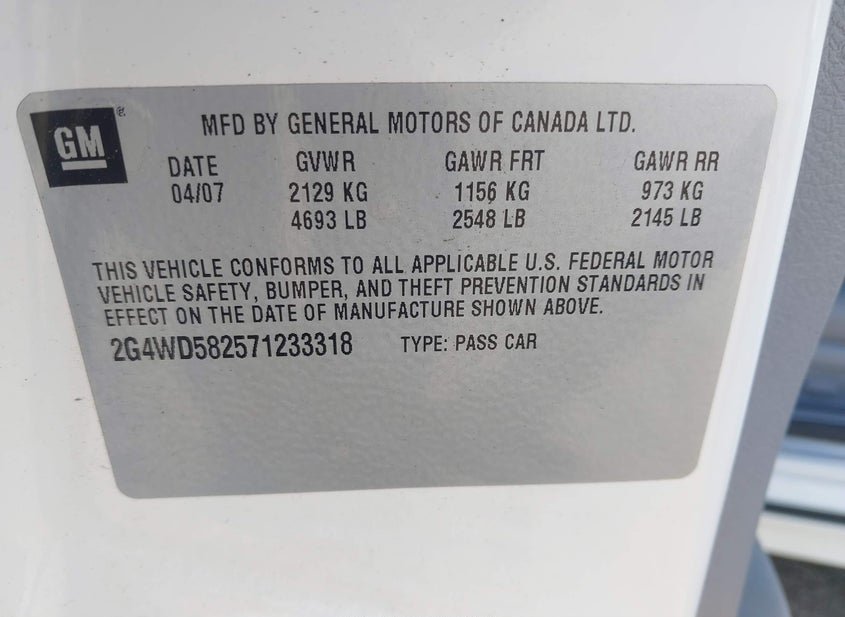 GM®
MFD BY GENERAL MOTORS OF CANADA LTD.
DATE GVWR GAWR FRT GAWR RR
04/07 2129 KG 1156 KG 973 KG
4693 LB 2548 LB 2145 LB
THIS VEHICLE CONFORMS TO ALL APPLICABLE U.S. FEDERAL MOTOR
VEHICLE SAFETY, BUMPER, AND THEFT PREVENTION STANDARDS IN
EFFECT ON THE DATE OF MANUFACTURE SHOWN ABOVE.
2G4WD582571233318 TYPE: PASS CAR